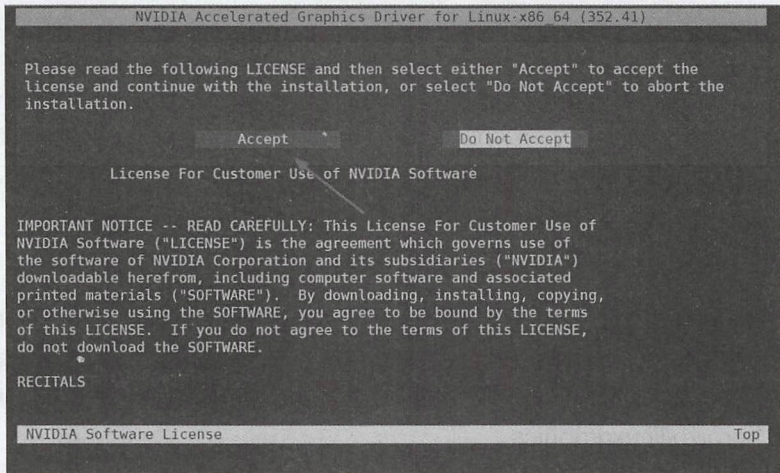 NVIDIA Accelerated Graphics Driver for Linux-x86_64 (352.41)
Please read the following LICENSE and then select either "Accept" to accept the
license and continue with the installation, or select "Do Not Accept" to abort the
installation.
Accept
Do Not Accept
License For Customer Use of NVIDIA Software
IMPORTANT NOTICE -- READ CAREFULLY: This License For Customer Use of
NVIDIA Software ("LICENSE") is the agreement which governs use of
the software of NVIDIA Corporation and its subsidiaries ("NVIDIA")
downloadable herefrom, including computer software and associated
printed materials ("SOFTWARE").  By downloading, installing, copying,
or otherwise using the SOFTWARE, you agree to be bound by the terms
of this LICENSE.  If you do not agree to the terms of this LICENSE,
do not download the SOFTWARE.
RECITALS
NVIDIA Software License
Top